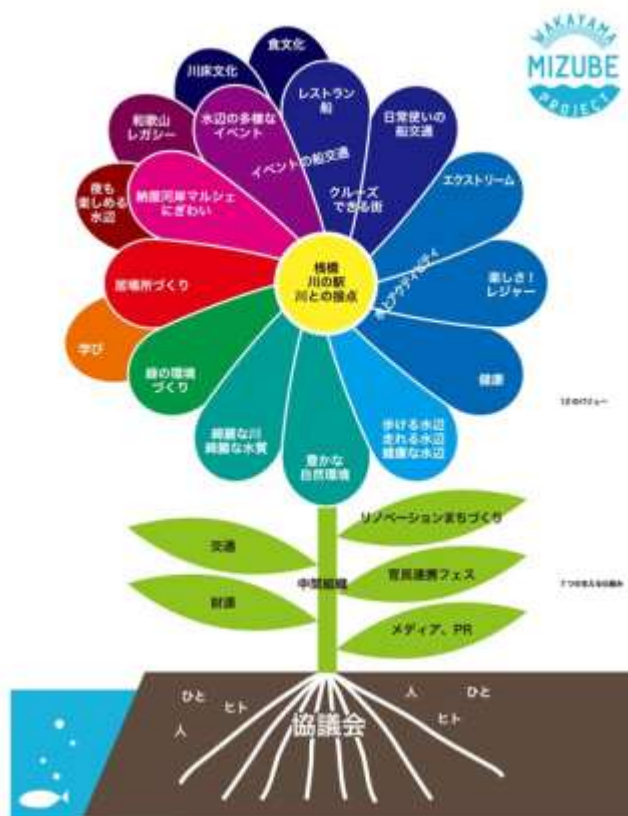 WAKAYAMA
MIZUBE
PROJECT
食文化
川床文化
和歌山
レガシー
水辺の多様な
イベント
レストラン
船
日常使いの
船交通
イベントの船交通
クルーズ
できる街
エクストリーム
夜も
楽しめる
水辺
納屋河岸マルシェ
にぎわい
桟橋
川の駅
川との接点
楽しさ!
レジャー
居場所づくり
学び
緑の環境
づくり
健康
綺麗な川
綺麗な水質
豊かな
自然環境
歩ける水辺
走れる水辺
健康な水辺
リノベーションまちづくり
交通
中間組織
官民連携フェス
財源
メディア、PR
ひと
ヒト
人
協議会
人
ひと
ヒト